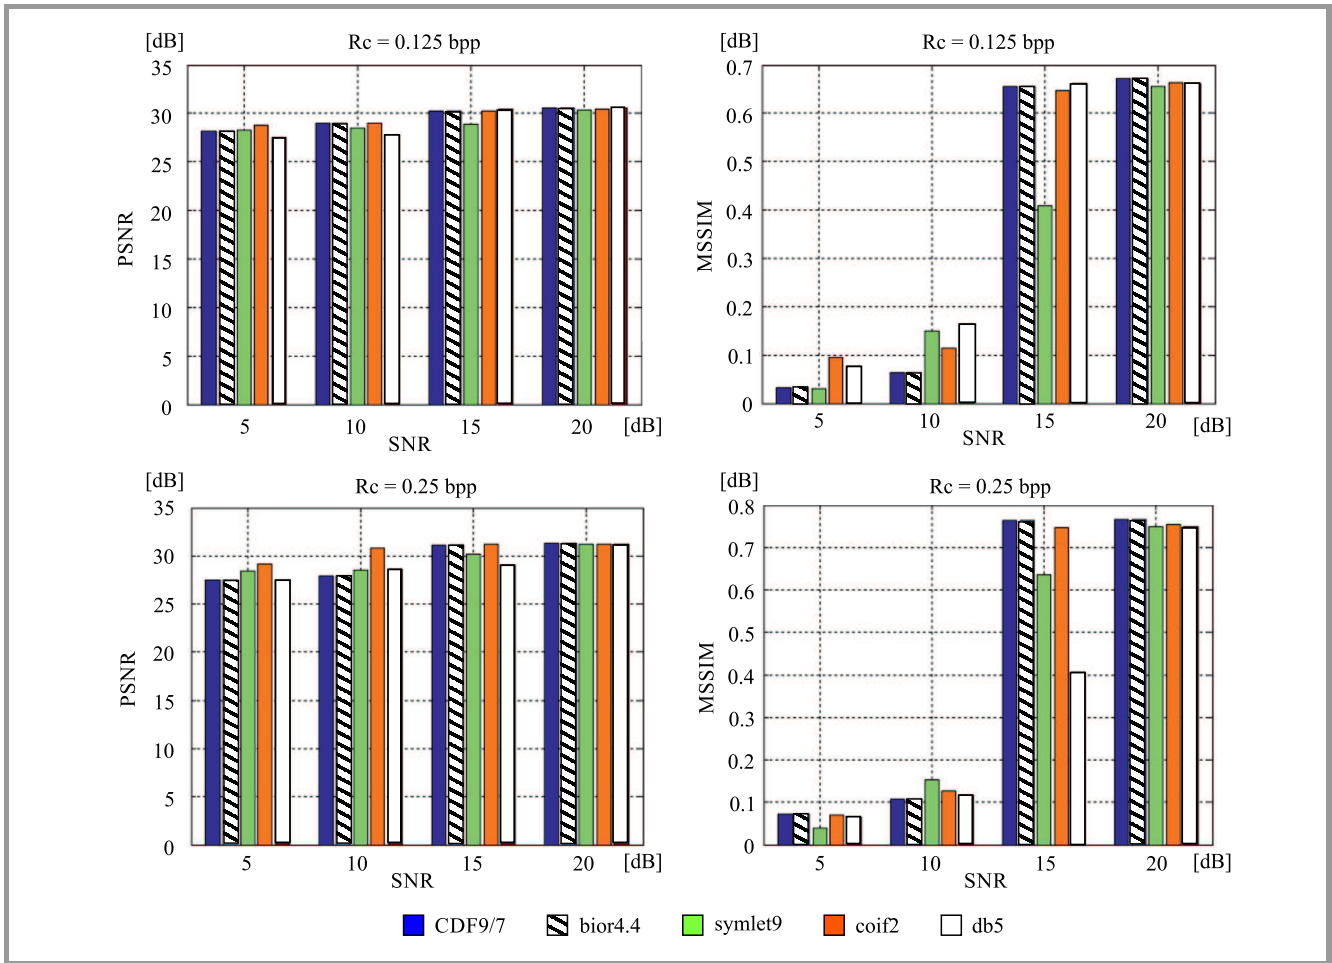 [dB]
Rc = 0.125 bpp
35
30
25
20
15
10
5
0
PSNR
5 10 15 20 [dB]
SNR
[dB]
Rc = 0.125 bpp
0.7
0.6
0.5
0.4
0.3
0.2
0.1
0
MSSIM
5 10 15 20 [dB]
SNR
[dB]
Rc = 0.25 bpp
35
30
25
20
15
10
5
0
PSNR
5 10 15 20 [dB]
SNR
[dB]
Rc = 0.25 bpp
0.8
0.7
0.6
0.5
0.4
0.3
0.2
0.1
0
MSSIM
5 10 15 20 [dB]
SNR
CDF9/7 bior4.4 symlet9 coif2 db5